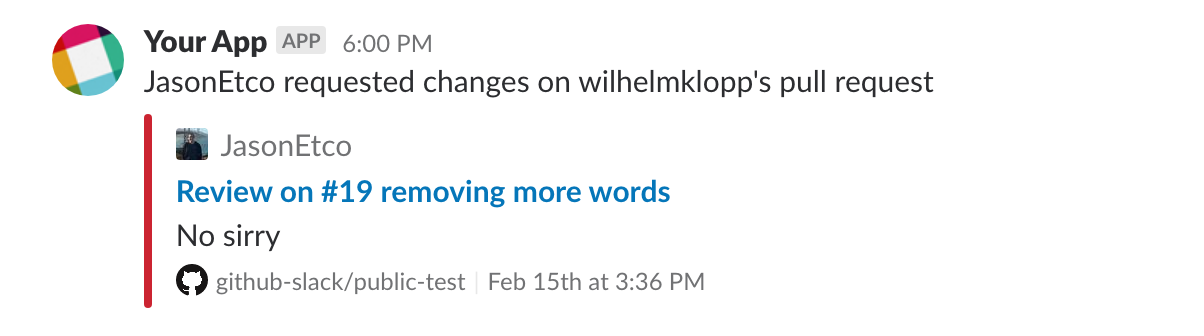 Your App APP 6:00 PM
JasonEtco requested changes on wilhelmklopp's pull request
JasonEtco
Review on #19 removing more words
No sirry
github-slack/public-test | Feb 15th at 3:36 PM